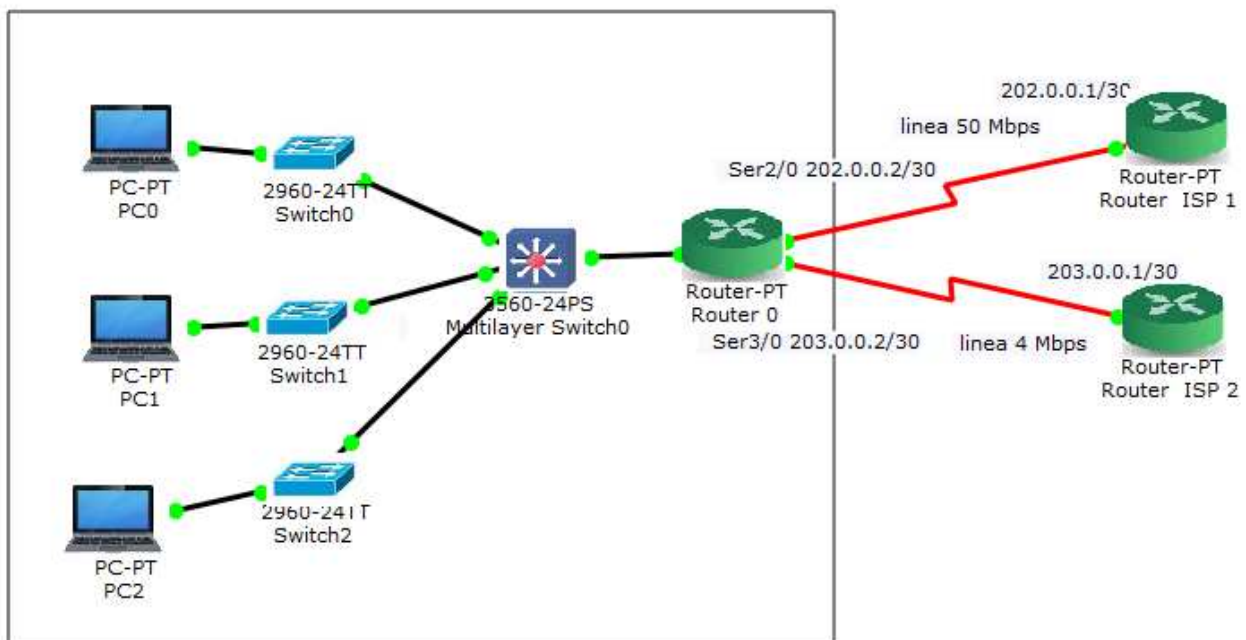 PC-PT
PC0
2960-24TT
Switch0
PC-PT
PC1
2960-24TT
Switch1
PC-PT
PC2
2960-24TT
Switch2
3560-24PS
Multilayer Switch0
Router-PT
Router 0
Ser2/0 202.0.0.2/30
Ser3/0 203.0.0.2/30
linea 50 Mbps
202.0.0.1/30
Router-PT
Router ISP 1
linea 4 Mbps
203.0.0.1/30
Router-PT
Router ISP 2